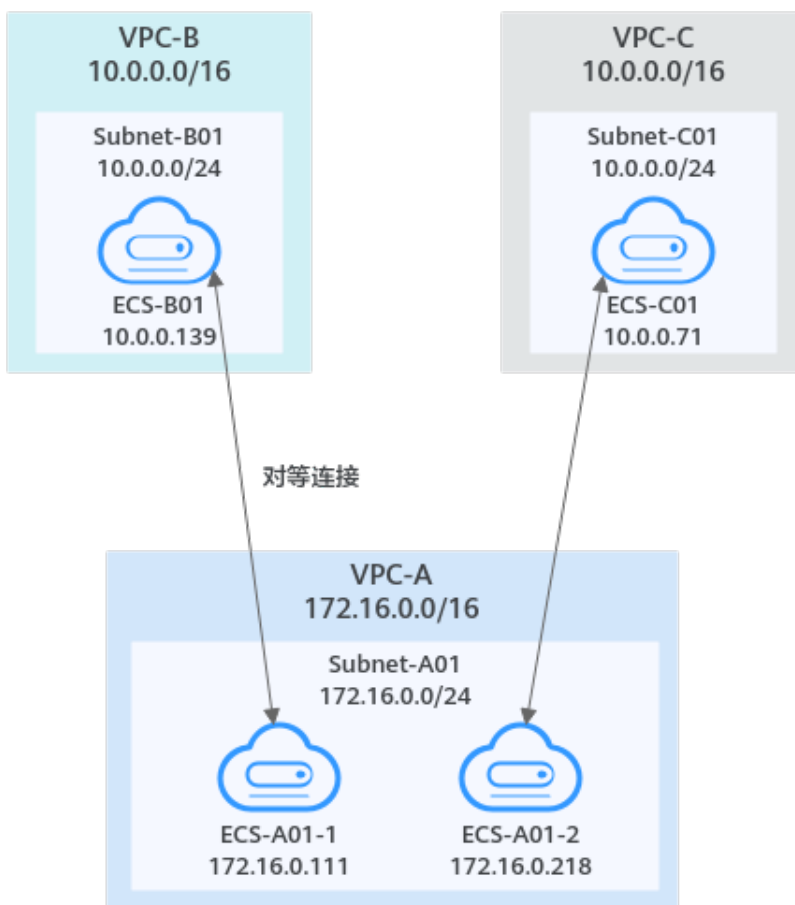 VPC-B
10.0.0.0/16
Subnet-B01
10.0.0.0/24
ECS-B01
10.0.0.139
VPC-C
10.0.0.0/16
Subnet-C01
10.0.0.0/24
ECS-C01
10.0.0.71
对等连接
VPC-A
172.16.0.0/16
Subnet-A01
172.16.0.0/24
ECS-A01-1
172.16.0.111
ECS-A01-2
172.16.0.218